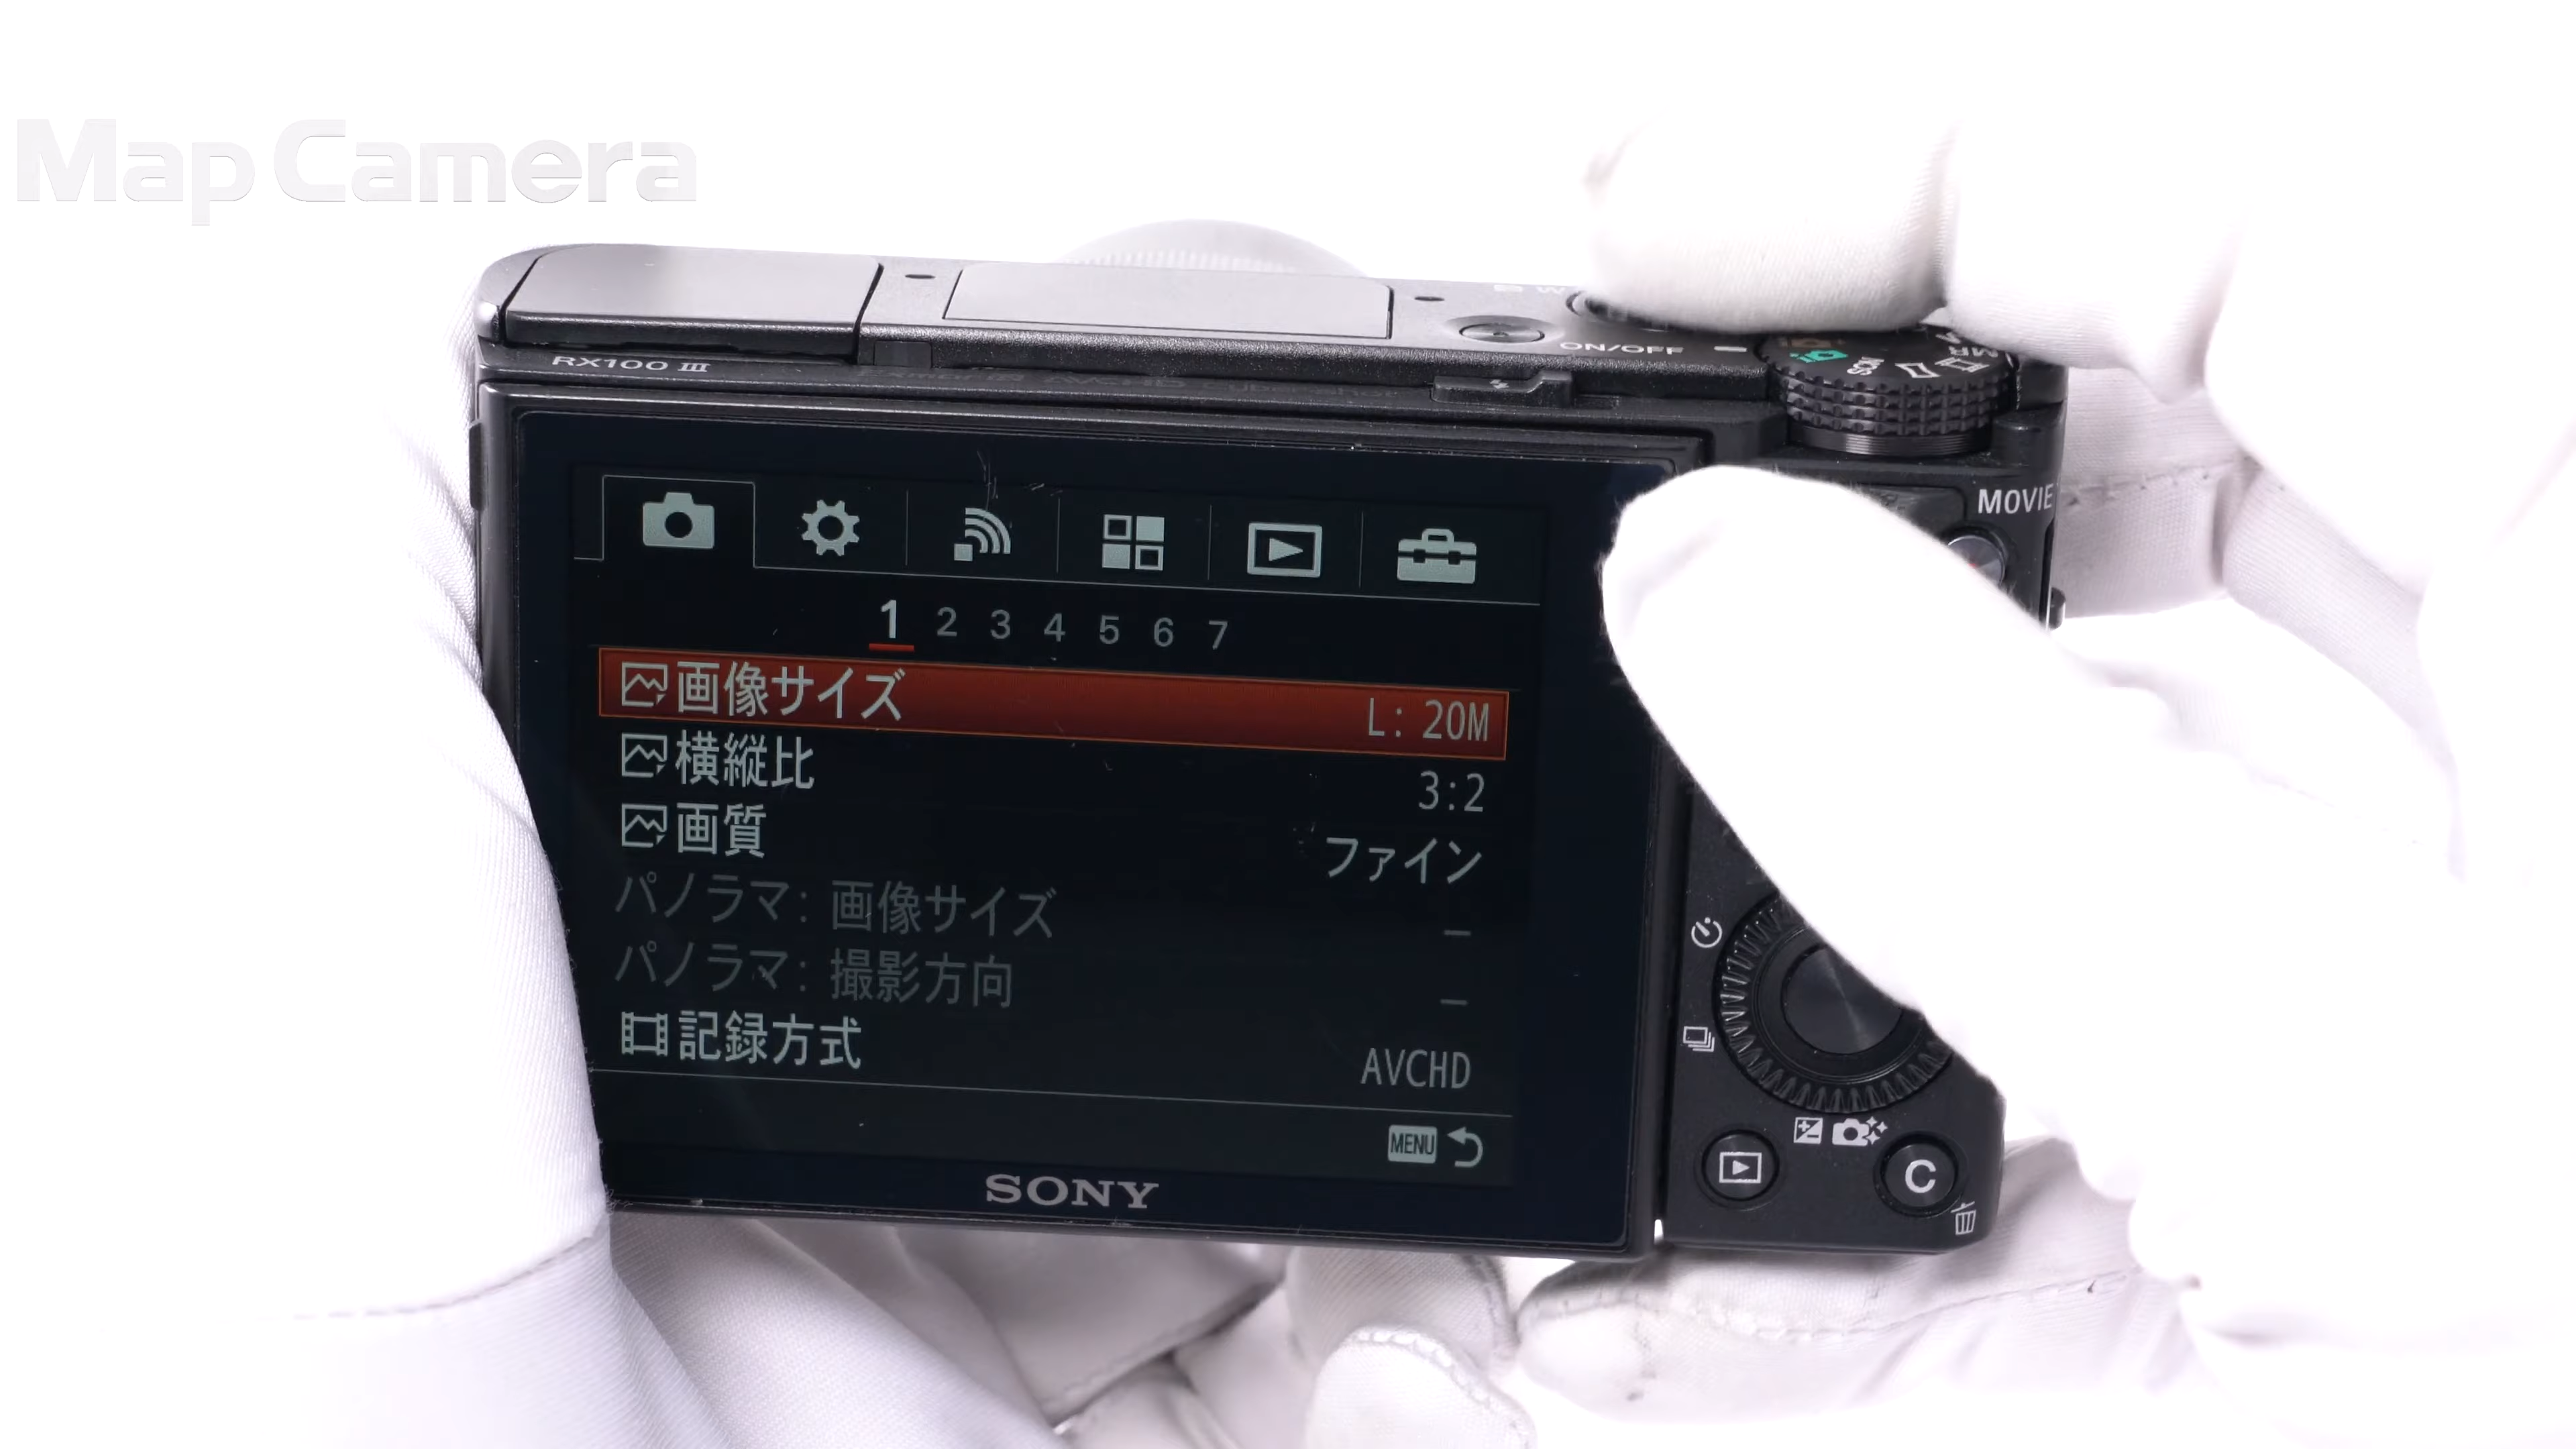 Map Camera
ON/OFF
RX100 III
SCN
MR
MOVIE
1 2 3 4 5 6 7
画像サイズ L: 20M
横縦比 3:2
画質 ファイン
パノラマ: 画像サイズ –
パノラマ: 撮影方向 –
記録方式 AVCHD
MENU
SONY
C